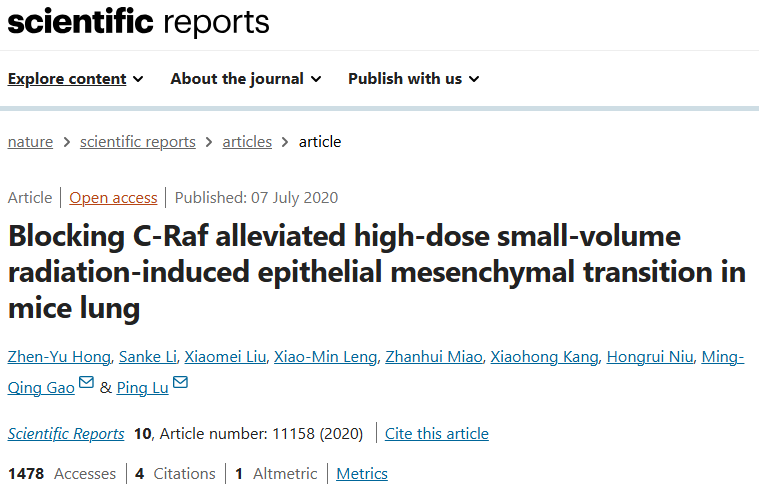 scientific reports
Explore content About the journal Publish with us
nature scientific reports articles article
Article Open access Published: 07 July 2020
Blocking C-Raf alleviated high-dose small-volume
radiation-induced epithelial mesenchymal transition in
mice lung
Zhen-Yu Hong, Sanke Li, Xiaomei Liu, Xiao-Min Leng, Zhanhui Miao, Xiaohong Kang, Hongrui Niu, Ming-
Qing Gao & Ping Lu
Scientific Reports 10, Article number: 11158 (2020) Cite this article
1478 Accesses 4 Citations 1 Altmetric Metrics